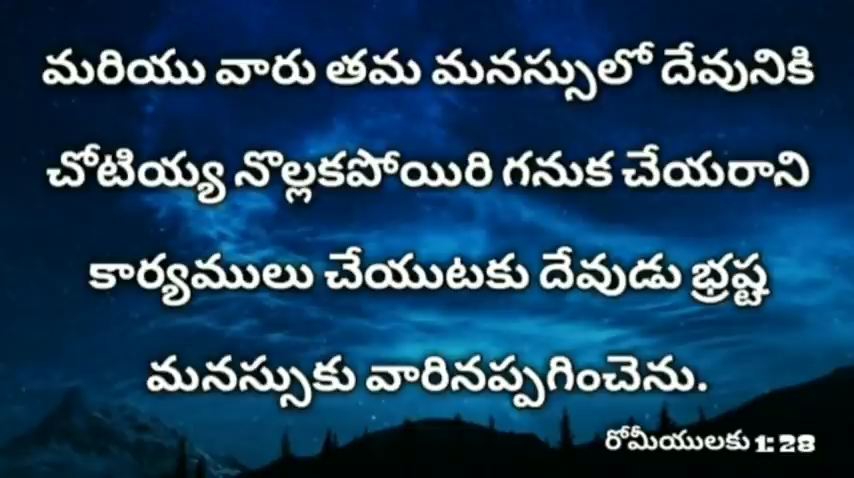 మరియు వారు తమ మనస్సులో దేవునికి
చోటియ్య నొల్లకపోయిరి గనుక చేయరాని
కార్యములు చేయుటకు దేవుడు భ్రష్ట
మనస్సుకు వారినప్పగించెను.
రోమీయులకు 1: 28